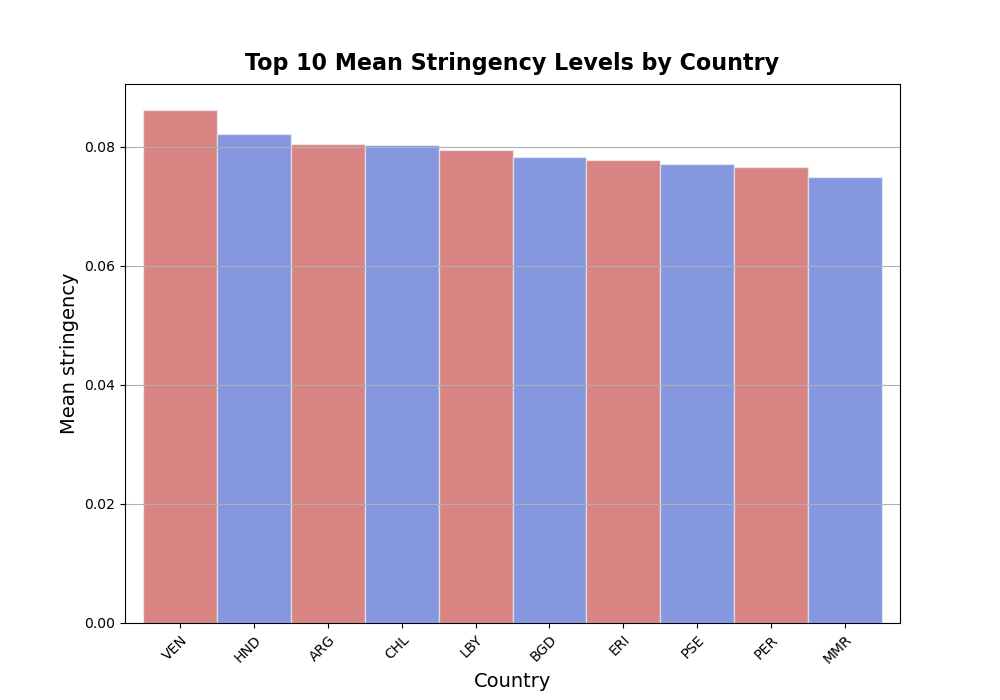 Top 10 Mean Stringency Levels by Country
Mean stringency
0.08
0.06
0.04
0.02
0.00
VEN
HND
ARG
CHL
LBY
BGD
ERI
PSE
PER
MMR
Country